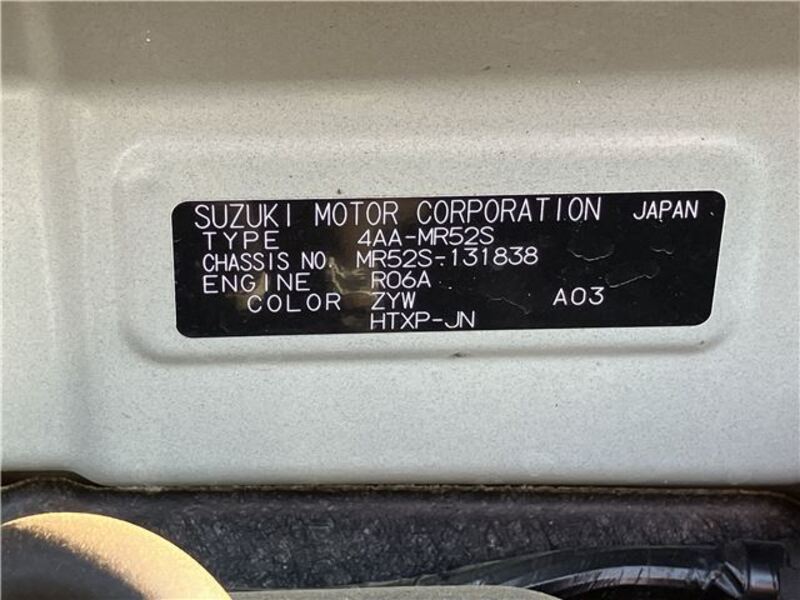 SUZUKI MOTOR CORPORATION JAPAN
TYPE 4AA-MR52S
CHASSIS NO. MR52S-131838
ENGINE R06A
COLOR ZYW A03
HTXP-JN